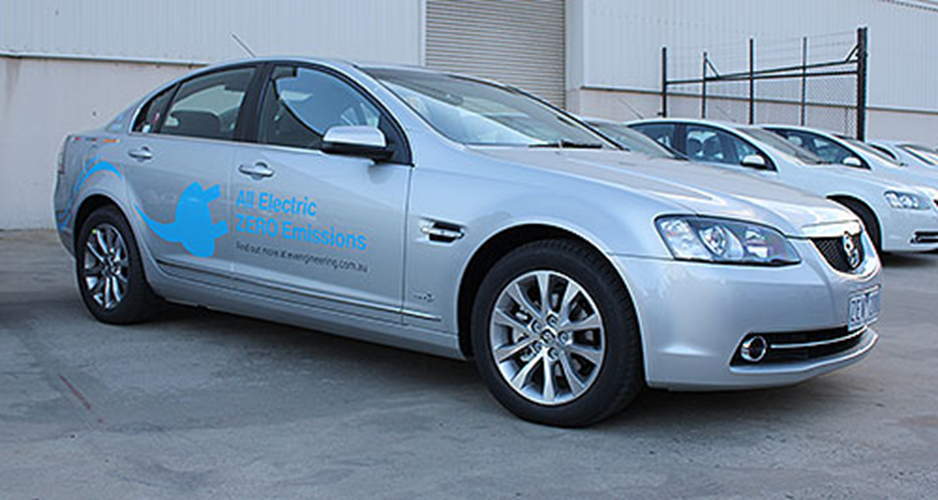 All Electric
ZERO Emissions
find out more at evengineering.com.au